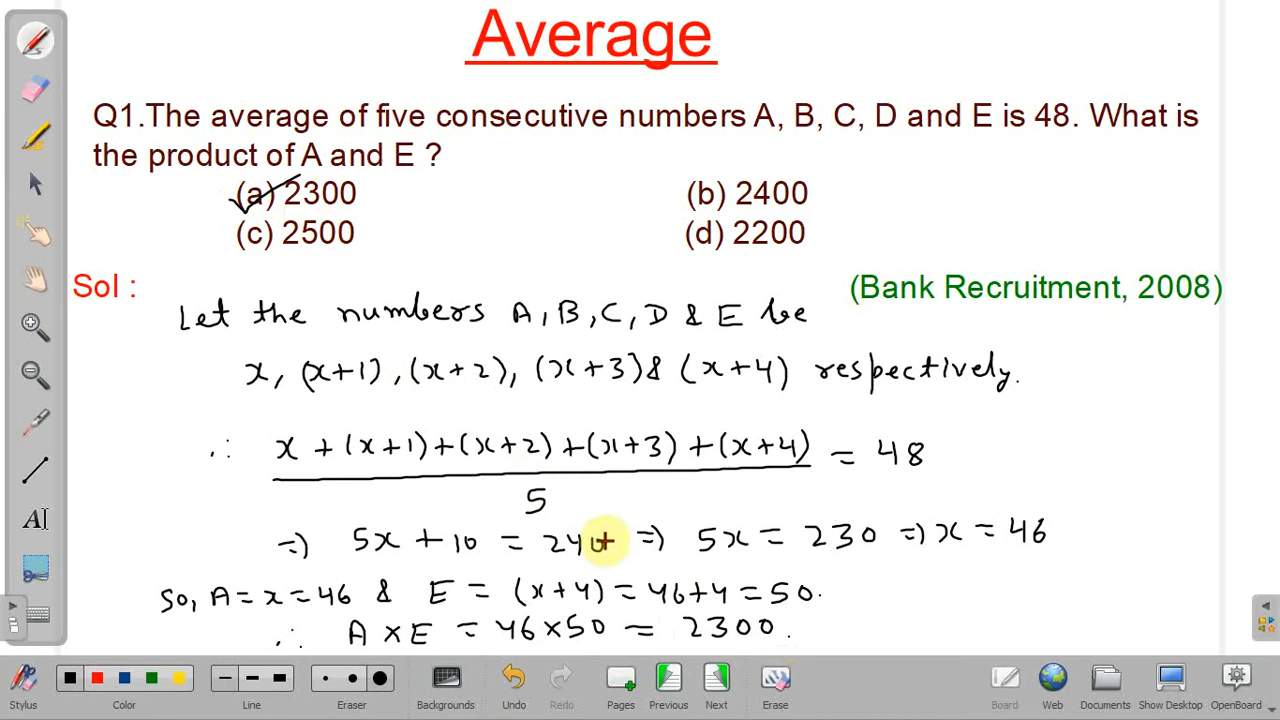 Average
Q1.The average of five consecutive numbers A, B, C, D and E is 48. What is
the product of A and E ?
(a) 2300 (b) 2400
(c) 2500 (d) 2200
Sol : (Bank Recruitment, 2008)
Let the numbers A, B, C, D & E be
x, (x+1), (x+2), (x+3) & (x+4) respectively.
∴ x + (x+1) + (x+2) + (x+3) + (x+4) = 48
5
=> 5x + 10 = 240 => 5x = 230 => x = 46
So, A = x = 46 & E = (x+4) = 46+4 = 50.
∴ A × E = 46 × 50 = 2300.
Stylus Color Line Eraser Backgrounds Undo Redo Pages Previous Next Erase Board Web Documents Show Desktop OpenBoard